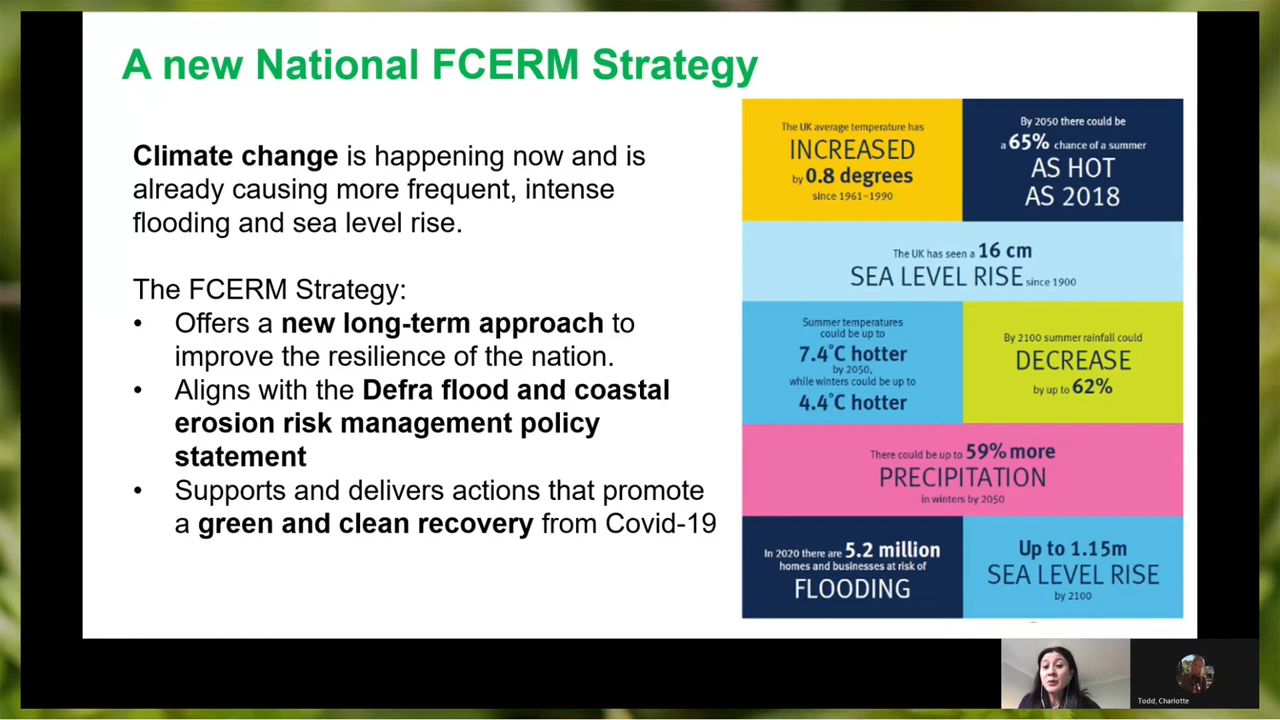 A new National FCERM Strategy
Climate change is happening now and is
already causing more frequent, intense
flooding and sea level rise.
The FCERM Strategy:
• Offers a new long-term approach to
improve the resilience of the nation.
• Aligns with the Defra flood and coastal
erosion risk management policy
statement
• Supports and delivers actions that promote
a green and clean recovery from Covid-19
The UK average temperature has
INCREASED
by 0.8 degrees
since 1961–1990
By 2050 there could be
a 65% chance of a summer
AS HOT
AS 2018
The UK has seen a 16 cm
SEA LEVEL RISE since 1900
Summer temperatures
could be up to
7.4°C hotter
by 2050,
while winters could be up to
4.4°C hotter
By 2100 summer rainfall could
DECREASE
by up to 62%
There could be up to 59% more
PRECIPITATION
in winters by 2050
In 2020 there are 5.2 million
homes and businesses at risk of
FLOODING
Up to 1.15m
SEA LEVEL RISE
by 2100
Todd, Charlotte